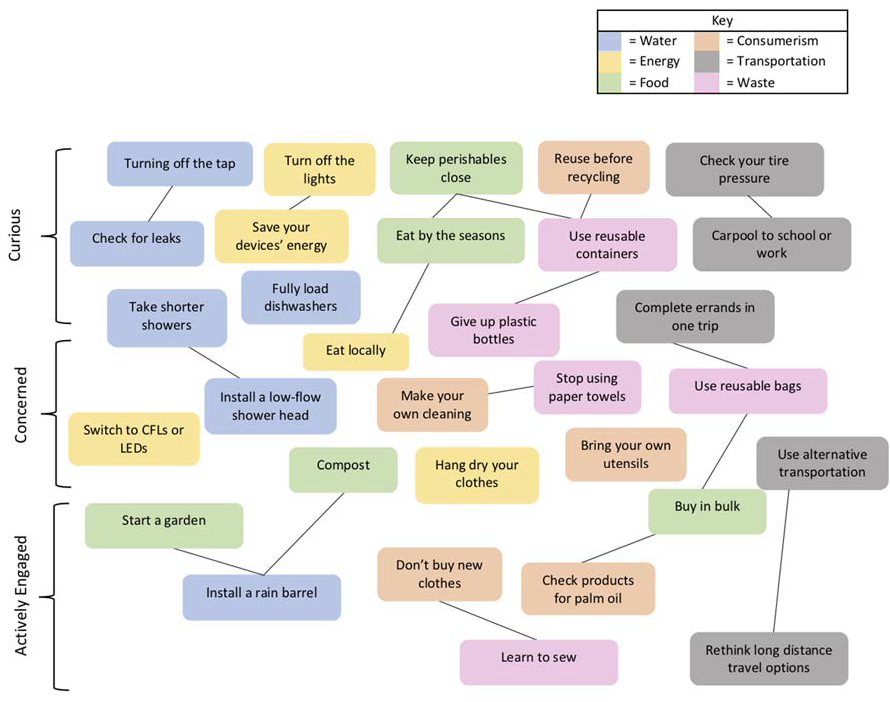 Key
= Water
= Consumerism
= Energy
= Transportation
= Food
= Waste
Curious
Turning off the tap
Turn off the
lights
Keep perishables
close
Reuse before
recycling
Check your tire
pressure
Check for leaks
Save your
devices’ energy
Eat by the seasons
Use reusable
containers
Carpool to school or
work
Fully load
dishwashers
Take shorter
showers
Give up plastic
bottles
Complete errands in
one trip
Eat locally
Concerned
Install a low-flow
shower head
Make your
own cleaning
Stop using
paper towels
Use reusable bags
Switch to CFLs or
LEDs
Compost
Hang dry your
clothes
Bring your own
utensils
Use alternative
transportation
Buy in bulk
Actively Engaged
Start a garden
Install a rain barrel
Don’t buy new
clothes
Check products
for palm oil
Learn to sew
Rethink long distance
travel options